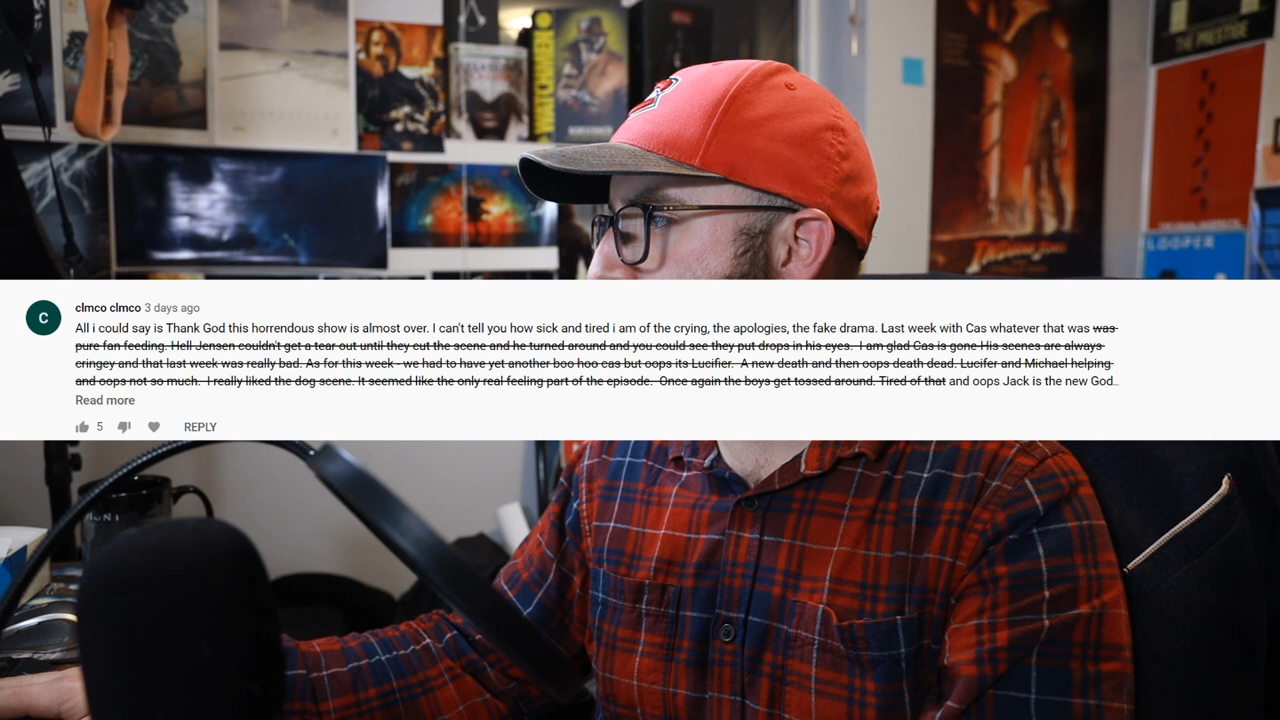 THE PRESTIGE
INDIANA JONES
LOOPER
C
clmco clmco 3 days ago
All i could say is Thank God this horrendous show is almost over. I can't tell you how sick and tired i am of the crying, the apologies, the fake drama. Last week with Cas whatever that was was
pure fan feeding. Hell Jensen couldn't get a tear out until they cut the scene and he turned around and you could see they put drops in his eyes. I am glad Cas is gone His scenes are always
cringey and that last week was really bad. As for this week - we had to have yet another boo hoo cas but oops its Lucifier. A new death and then oops death dead. Lucifer and Michael helping
and oops not so much. I really liked the dog scene. It seemed like the only real feeling part of the episode. Once again the boys get tossed around. Tired of that and oops Jack is the new God..
Read more
5 REPLY